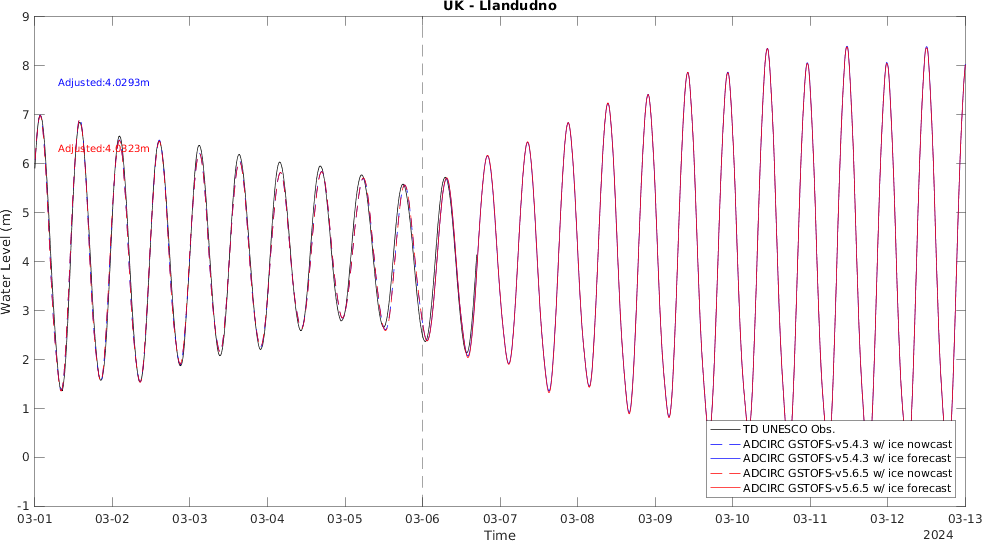 UK - Llandudno
9
8
7
6
5
4
3
2
1
0
-1
Water Level (m)
Adjusted:4.0293m
Adjusted:4.0323m
TD UNESCO Obs.
ADCIRC GSTOFS-v5.4.3 w/ ice nowcast
ADCIRC GSTOFS-v5.4.3 w/ ice forecast
ADCIRC GSTOFS-v5.6.5 w/ ice nowcast
ADCIRC GSTOFS-v5.6.5 w/ ice forecast
03-01 03-02 03-03 03-04 03-05 03-06 03-07 03-08 03-09 03-10 03-11 03-12 03-13
Time
2024